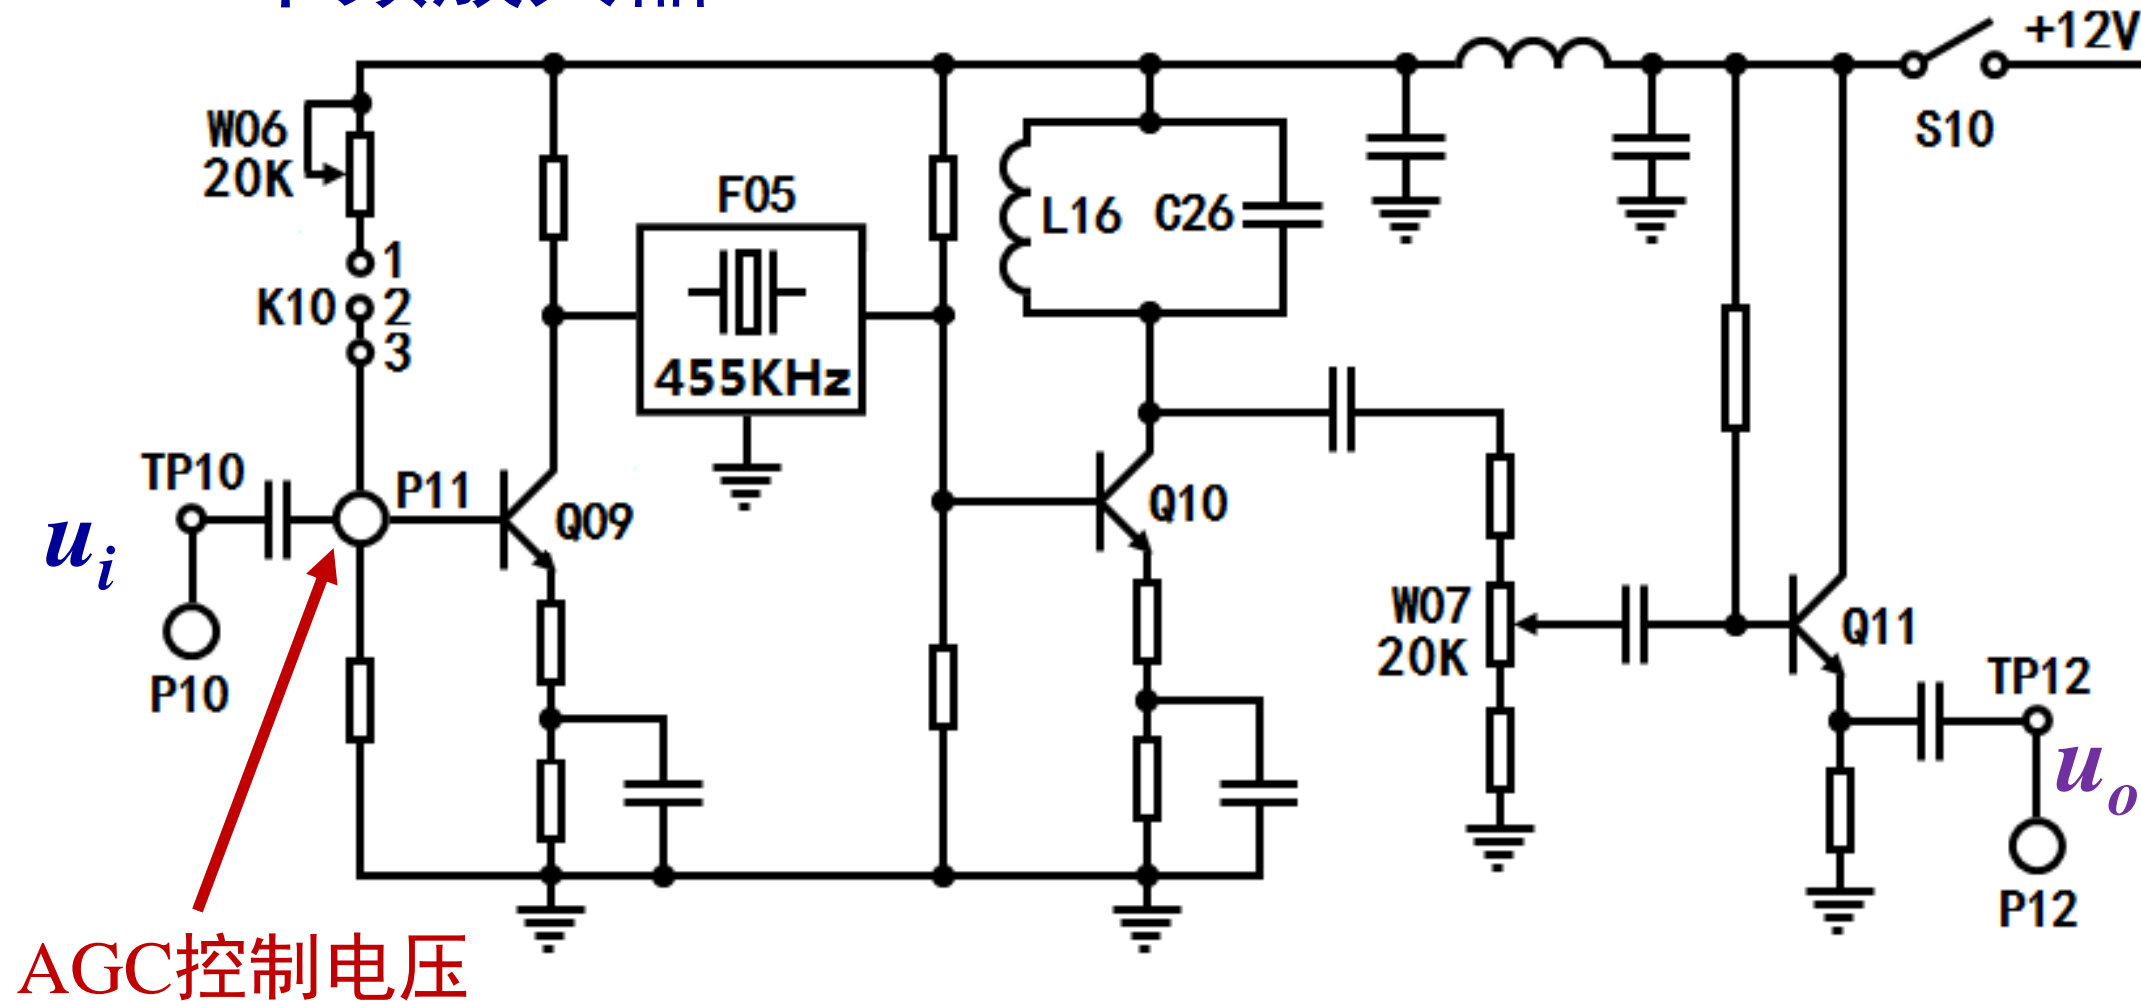 +12V
S10
W06
20K
F05
455KHz
L16
C26
1
K10
2
3
TP10
P11
Q09
Q10
ui
P10
W07
20K
Q11
TP12
uo
P12
AGC控制电压